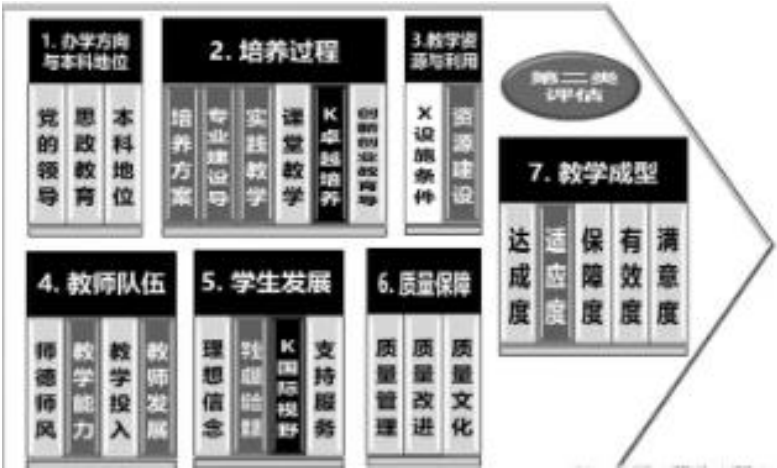 1. 办学方向
与本科地位
党的领导
思政教育
本科地位
2. 培养过程
培养方案
专业建设导
实践教学
课堂教学
K卓越培养
创新创业教育导
3.教学资
源与利用
X设施条件
资源建设
第二类
评估
4. 教师队伍
师德师风
教学能力
教学投入
教师发展
5. 学生发展
理想信念
K国际视野
支持服务
6. 质量保障
质量管理
质量改进
质量文化
7. 教学成型
达成度
适应度
保障度
有效度
满意度